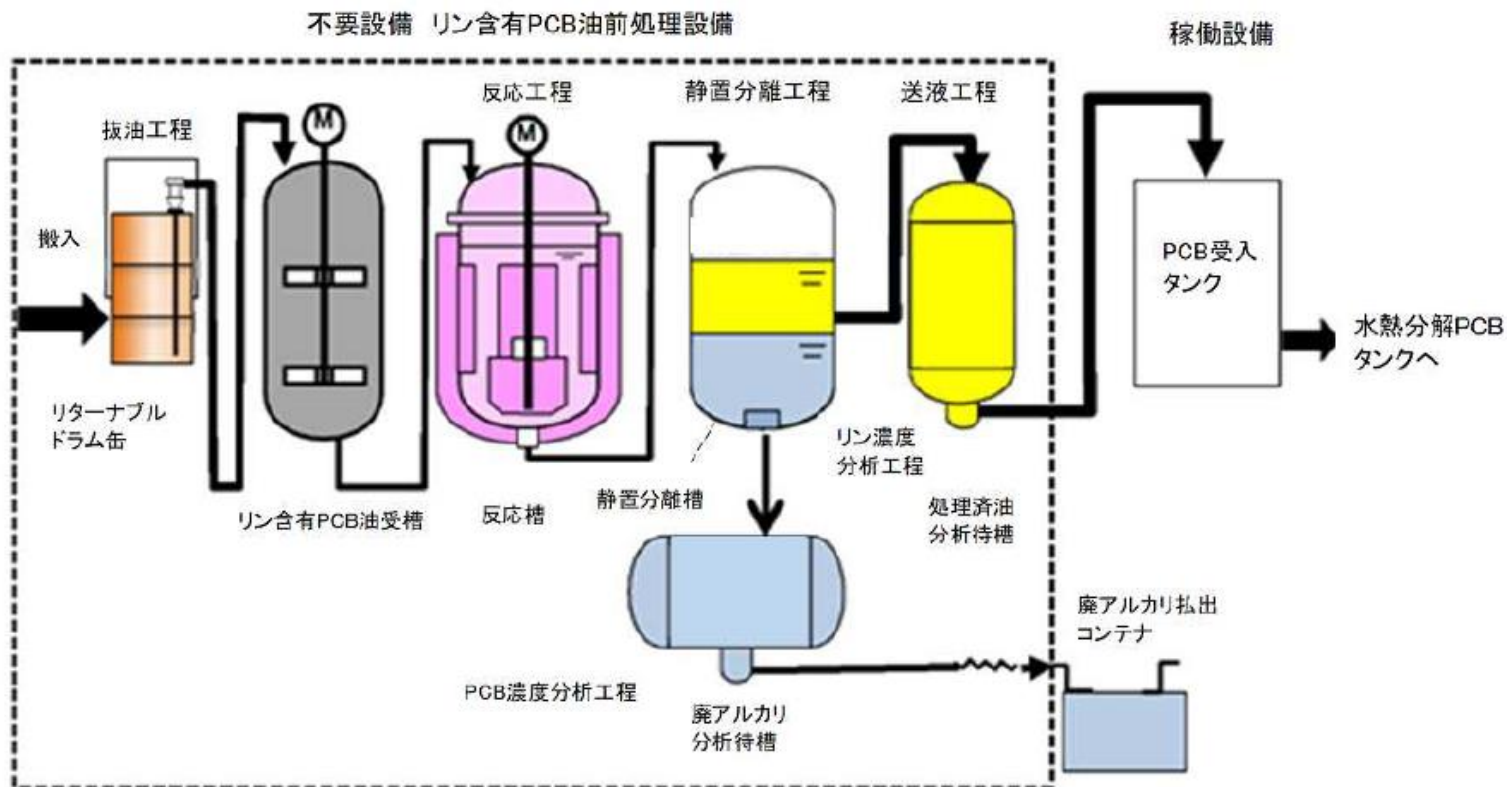 不要設備 リン含有PCB油前処理設備
稼働設備
抜油工程
反応工程
静置分離工程
送液工程
M
M
搬入
PCB受入
タンク
水熱分解PCB
タンクへ
リターナブル
ドラム缶
リン含有PCB油受槽
反応槽
静置分離槽
リン濃度
分析工程
処理済油
分析待槽
PCB濃度分析工程
廃アルカリ
分析待槽
廃アルカリ払出
コンテナ